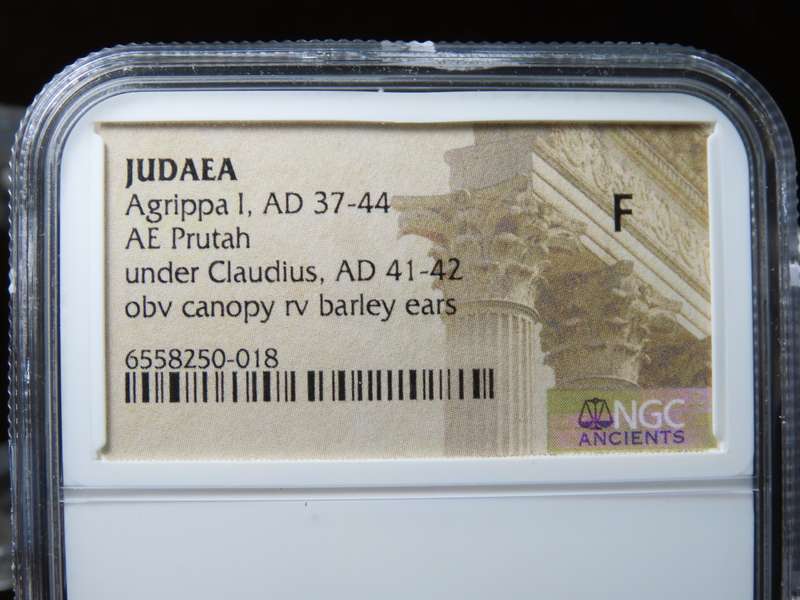 JUDAEA
Agrippa I, AD 37-44
F
AE Prutah
under Claudius, AD 41-42
obv canopy rv barley ears
6558250-018
NGC
ANCIENTS